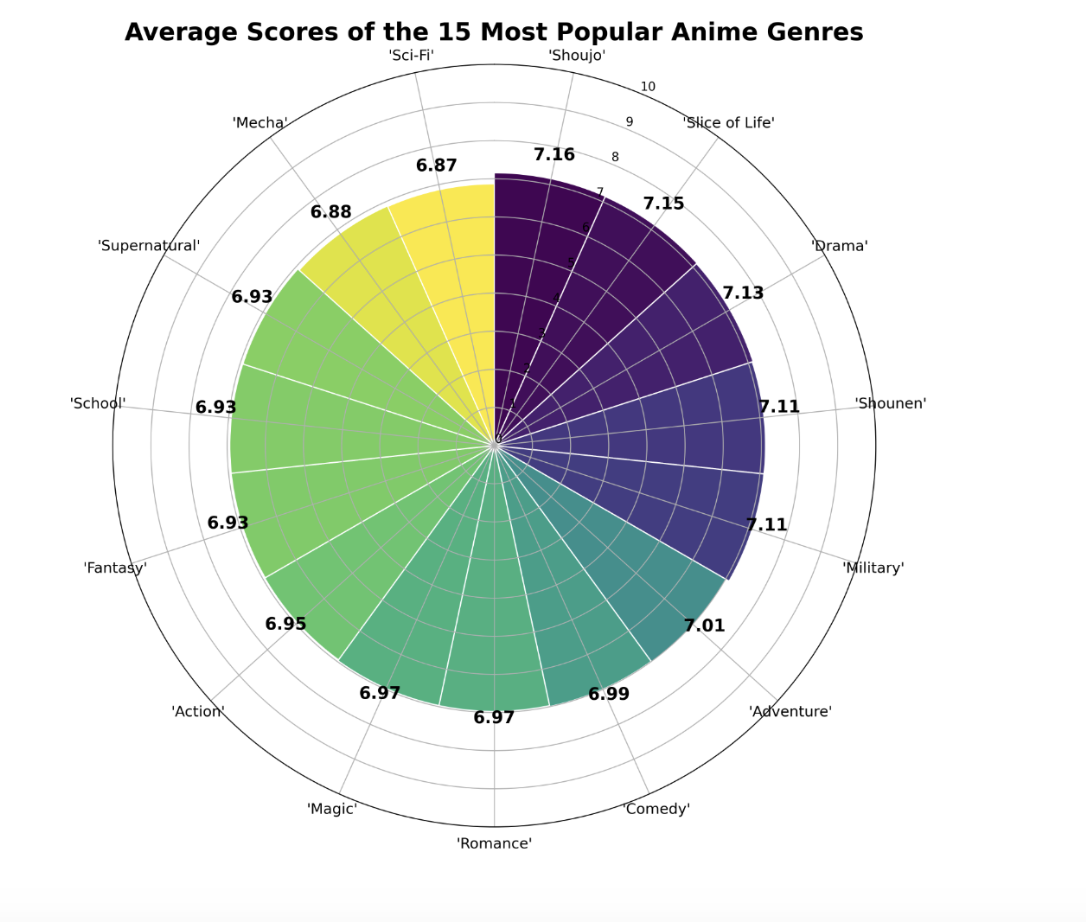 Average Scores of the 15 Most Popular Anime Genres
'Sci-Fi'
'Shoujo'
10
9
'Mecha'
'Slice of Life'
8
7.16
6.87
7
7.15
6.88
6
'Supernatural'
'Drama'
5
7.13
6.93
4
3
2
1
'School'
6.93
7.11
'Shounen'
0
6.93
7.11
'Fantasy'
'Military'
6.95
7.01
6.97
6.99
'Action'
'Adventure'
6.97
'Magic'
'Comedy'
'Romance'